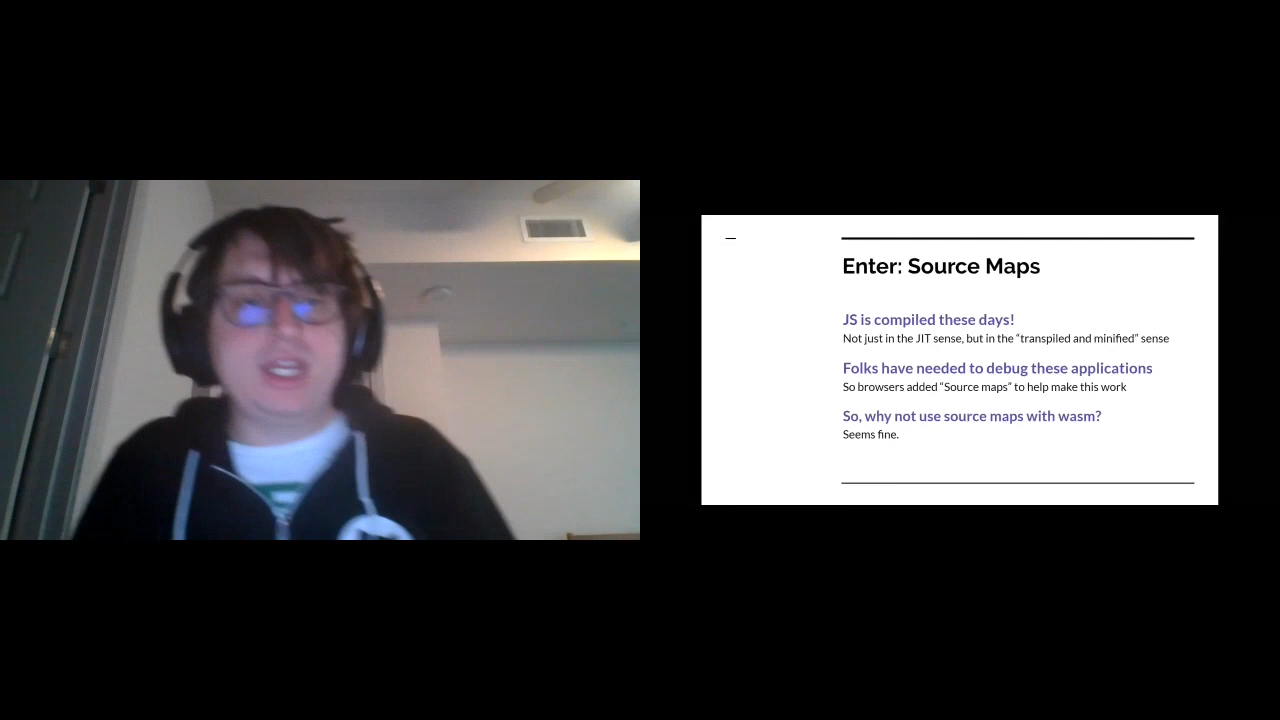 Enter: Source Maps
JS is compiled these days!
Not just in the JIT sense, but in the “transpiled and minified” sense
Folks have needed to debug these applications
So browsers added “Source maps” to help make this work
So, why not use source maps with wasm?
Seems fine.